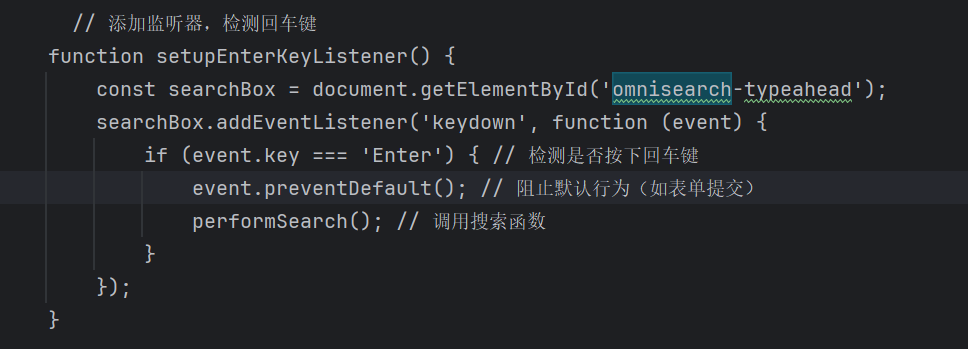 // 添加监听器，检测回车键
function setupEnterKeyListener() {
const searchBox = document.getElementById('omnisearch-typeahead');
searchBox.addEventListener('keydown', function (event) {
if (event.key === 'Enter') { // 检测是否按下回车键
event.preventDefault(); // 阻止默认行为（如表单提交）
performSearch(); // 调用搜索函数
}
});
}